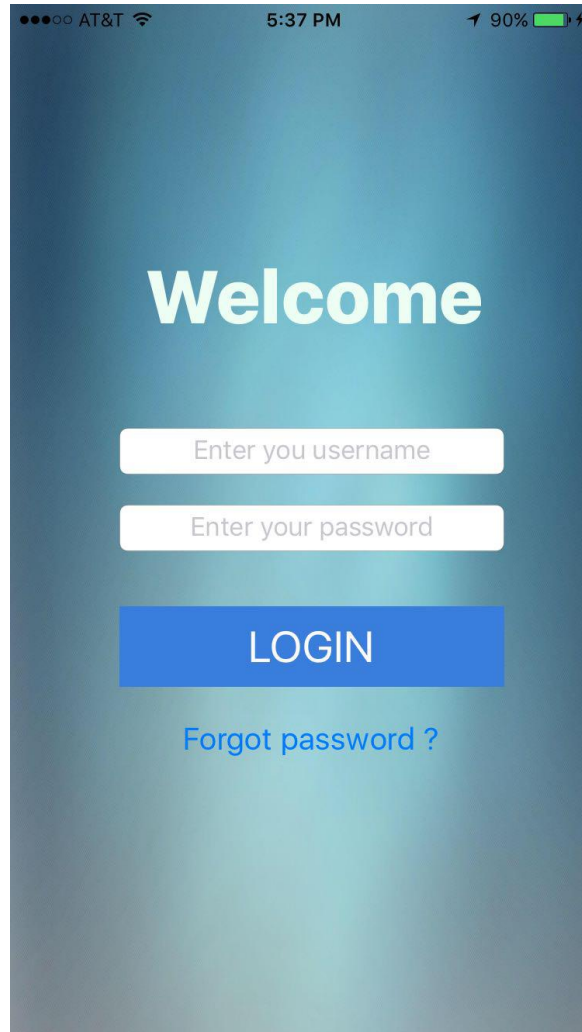 AT&T 5:37 PM 90%
Welcome
Enter you username
Enter your password
LOGIN
Forgot password ?